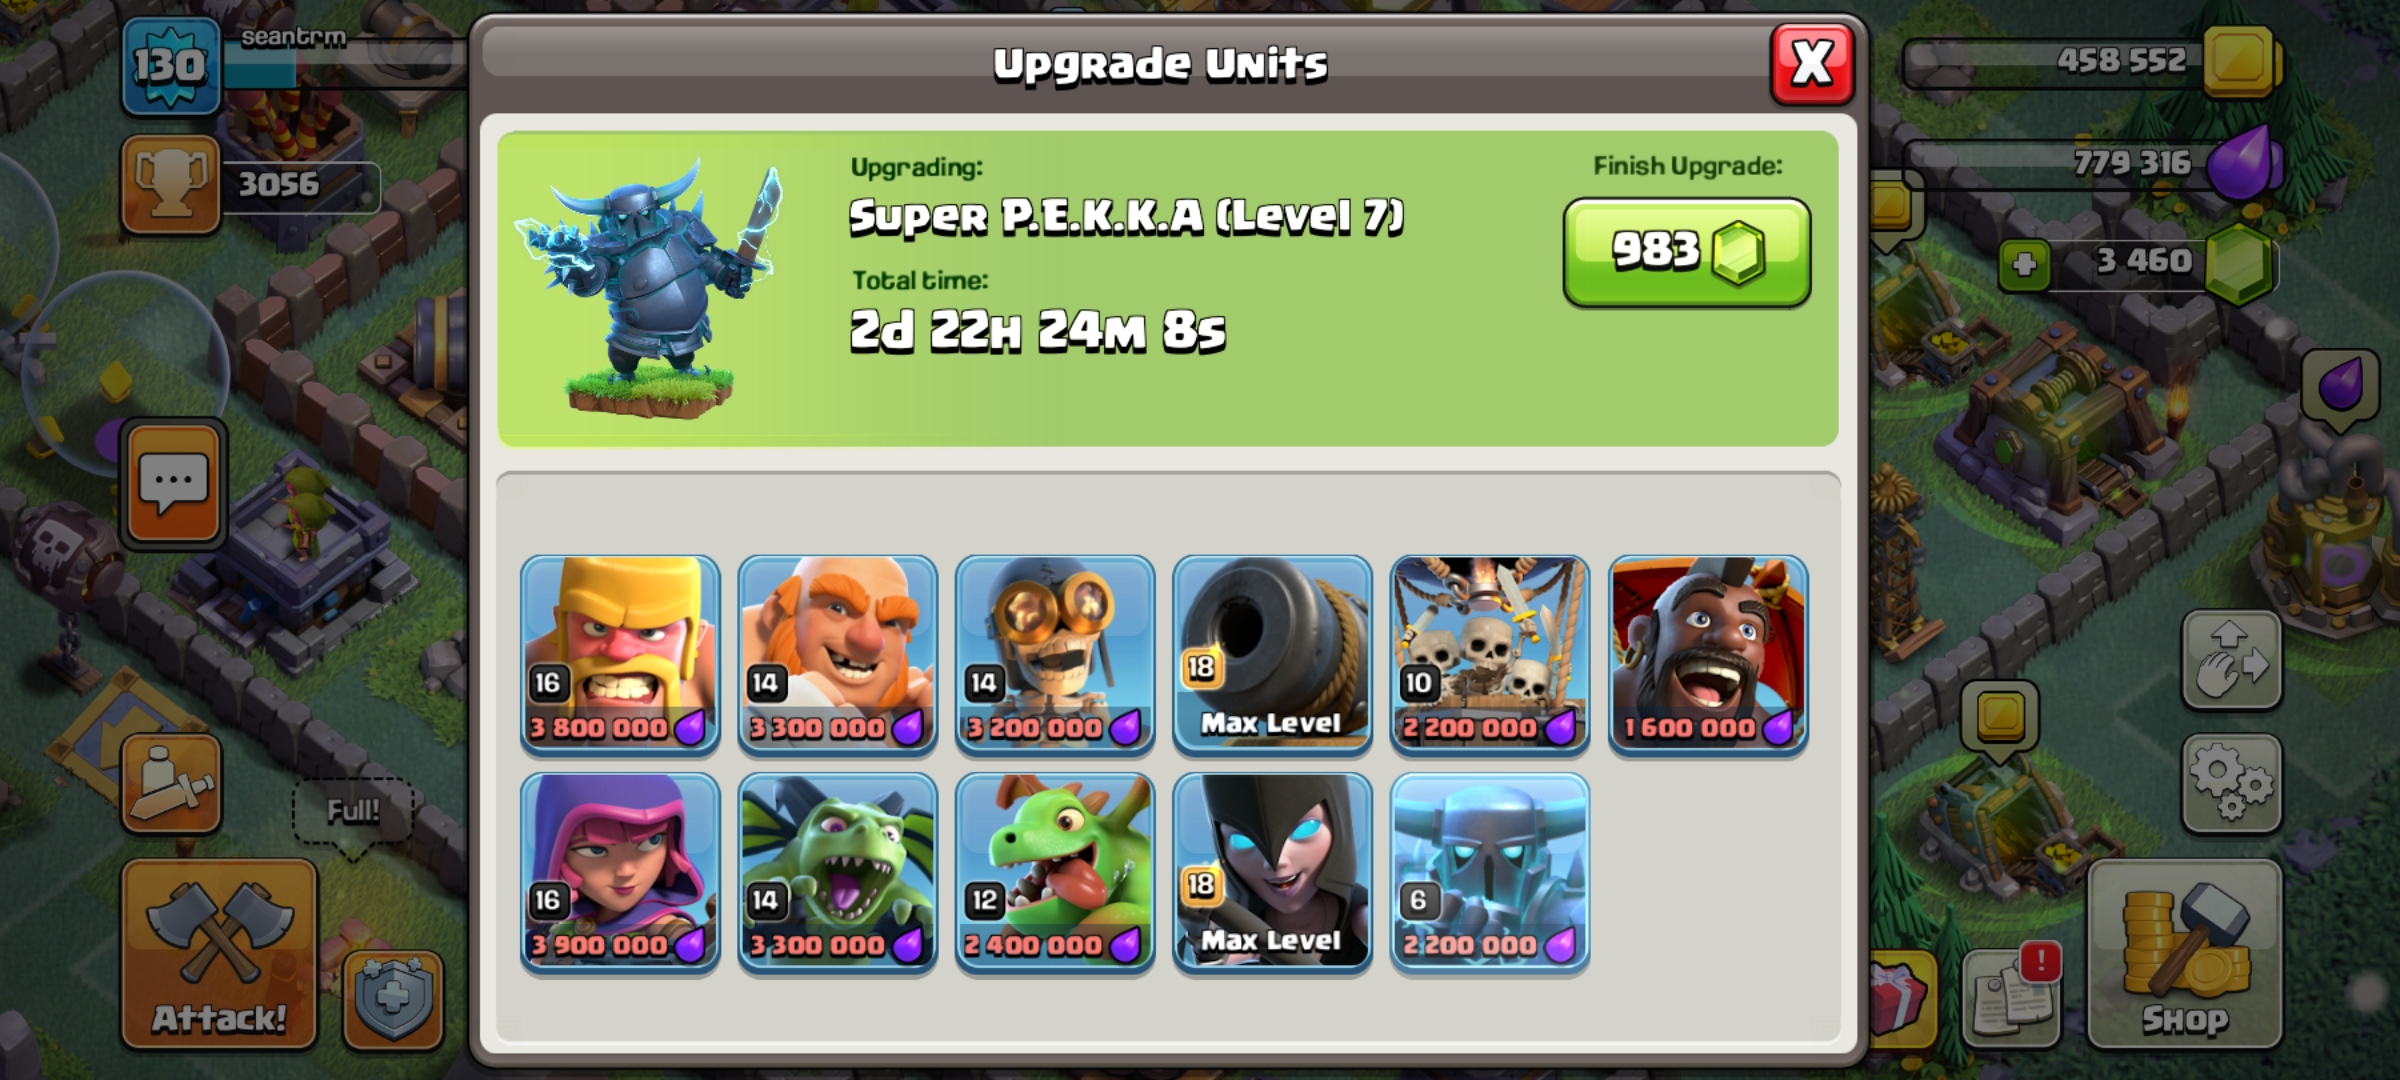 130
seantrm
3056
Upgrade Units
X
458 552
779 316
3 460
Upgrading:
Super P.E.K.K.A (Level 7)
Total time:
2d 22H 24M 8s
Finish Upgrade:
983
16
3 800 000
14
3 300 000
14
3 200 000
18
Max Level
10
2 200 000
1 600 000
16
3 900 000
14
3 300 000
12
2 400 000
18
Max Level
6
2 200 000
Full!
Attack!
!
Shop